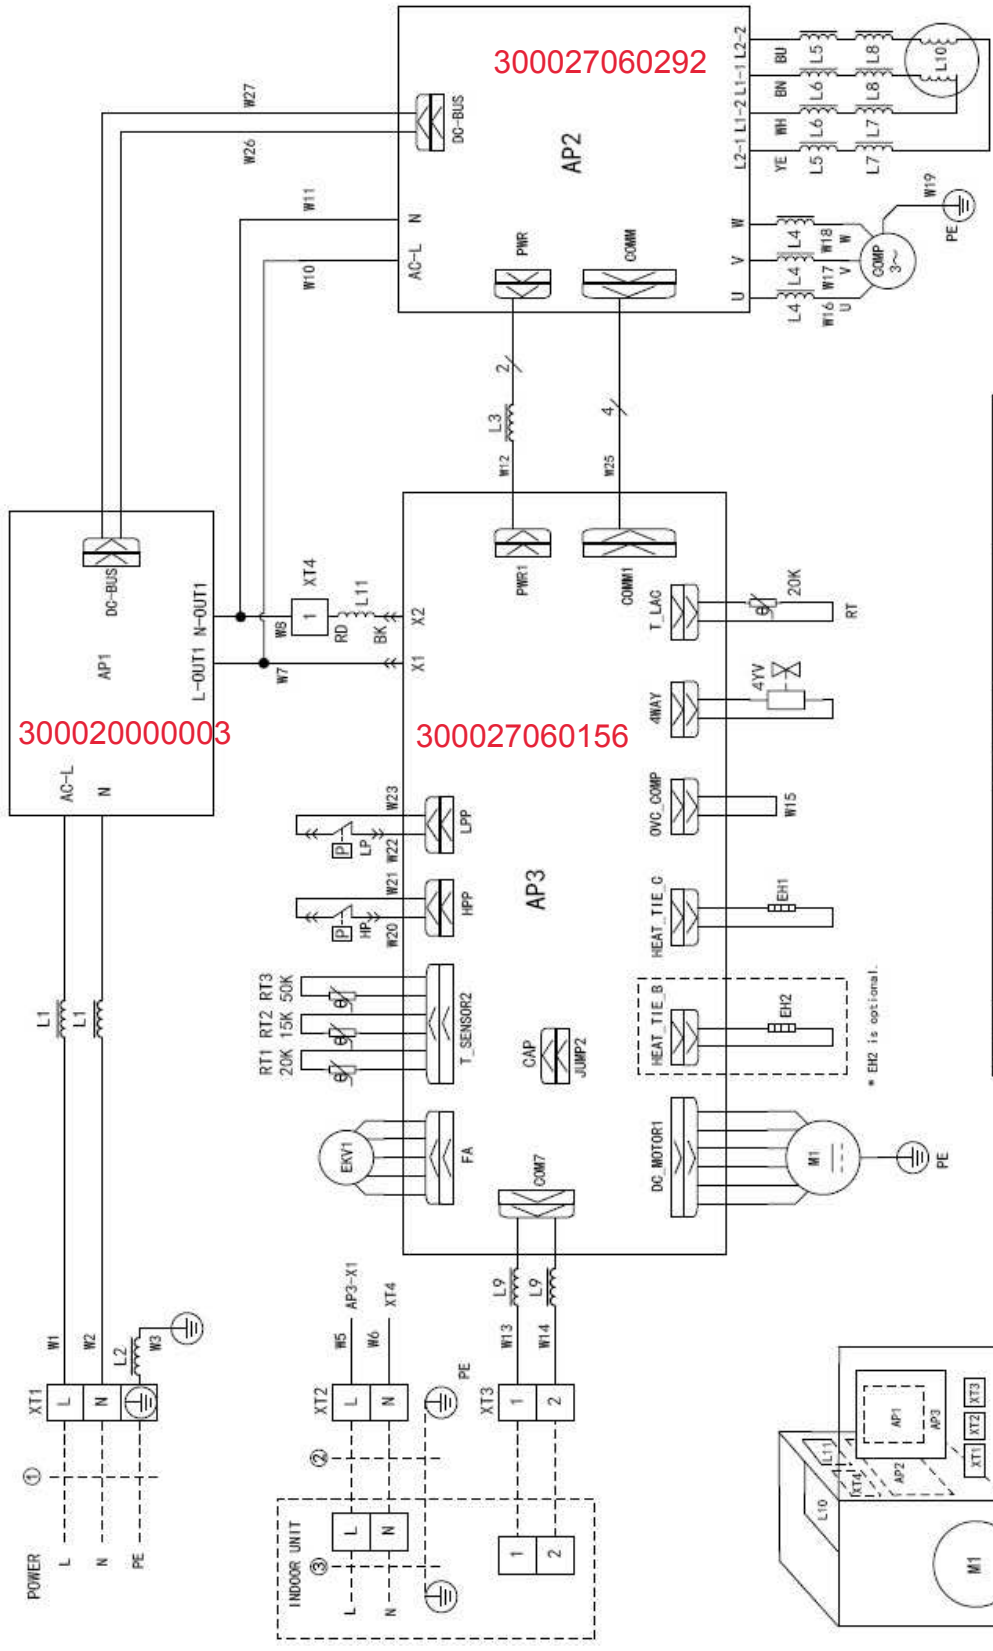 300027060292
300020000003
300027060156
POWER
L
N
PE
①
XT1
L
N
W1
W2
L2
W3
L1
L1
AC-L
N
AP1
L-OUT1
N-OUT1
DC-BUS
W26
W27
W10
W11
AC-L
N
DC-BUS
AP2
PWR
COMM
U
V
W
L2-1
L1-2
L1-1
L2-2
YE
WH
BN
BU
L5
L6
L6
L5
L7
L7
L8
L8
L10
L4
L4
L4
W16
W17
W18
U
V
W
COMP
3~
W19
PE
W7
W8
XT4
1
RD
L11
BK
X1
X2
W12
L3
2
W25
4
PWR1
COMM1
AP3
INDOOR UNIT
L
N
③
L
N
1
2
②
XT2
L
N
PE
W5
AP3-X1
W6
XT4
XT3
1
2
W13
W14
L9
L9
COM7
EKV1
FA
RT1
20K
RT2
15K
RT3
50K
θ
θ
θ
T_SENSOR2
P
HP
W20
W21
HPP
P
LP
W22
W23
LPP
CAP
JUMP2
DC_MOTOR1
M1
PE
HEAT_TIE_B
EH2
* EH2 is optional.
HEAT_TIE_C
EH1
OVC_COMP
W15
4WAY
4YV
T_LAC
θ
20K
RT
L10
L11
XT4
AP2
AP1
AP3
XT1
XT2
XT3
M1